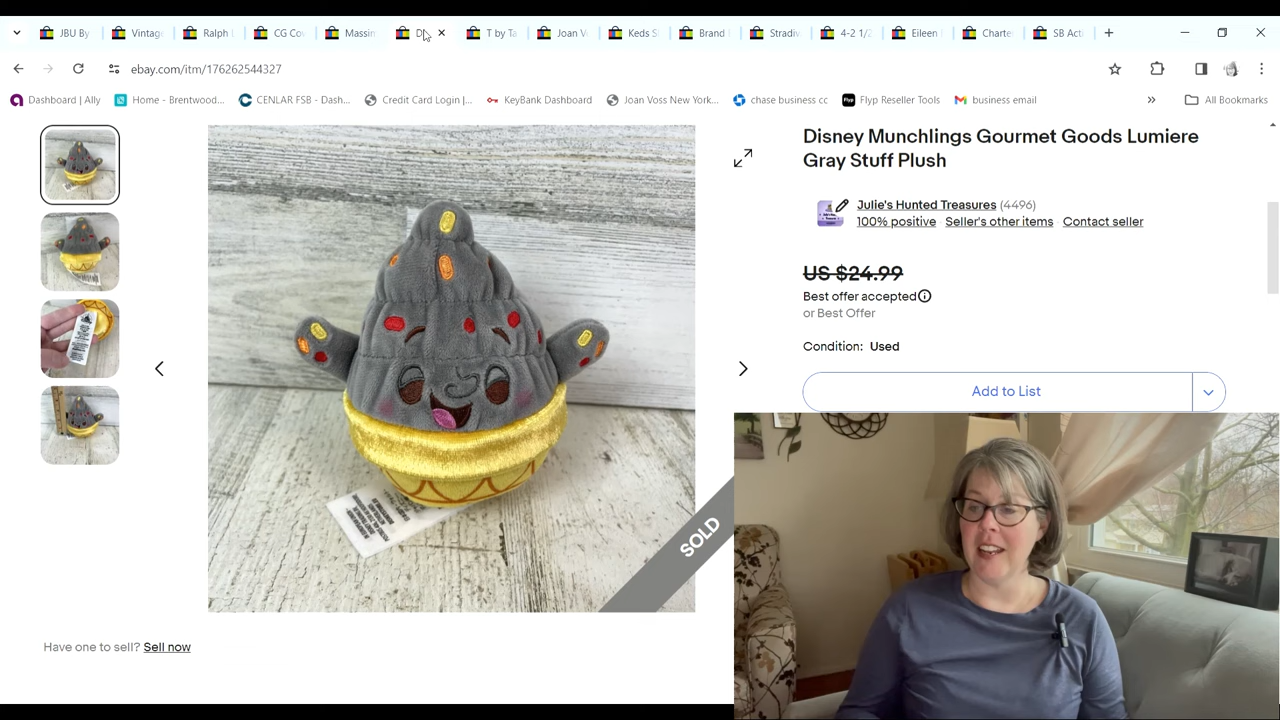 JBU By
Vintag
Ralph L
CG Co
Massin
D
T by Ta
Joan V
Keds S
Brand
Stradiv
4-2 1/2
Eileen F
Charte
SB Acti
ebay.com/itm/176262544327
Dashboard | Ally
Home - Brentwood...
CENLAR FSB - Dash...
Credit Card Login |...
KeyBank Dashboard
Joan Voss New York...
chase business cc
Flyp
Flyp Reseller Tools
business email
»
All Bookmarks
Disney Munchlings Gourmet Goods Lumiere
Gray Stuff Plush
Julie's Hunted Treasures (4496)
100% positive Seller's other items Contact seller
US $24.99
Best offer accepted
or Best Offer
Condition: Used
Add to List
SOLD
Have one to sell? Sell now